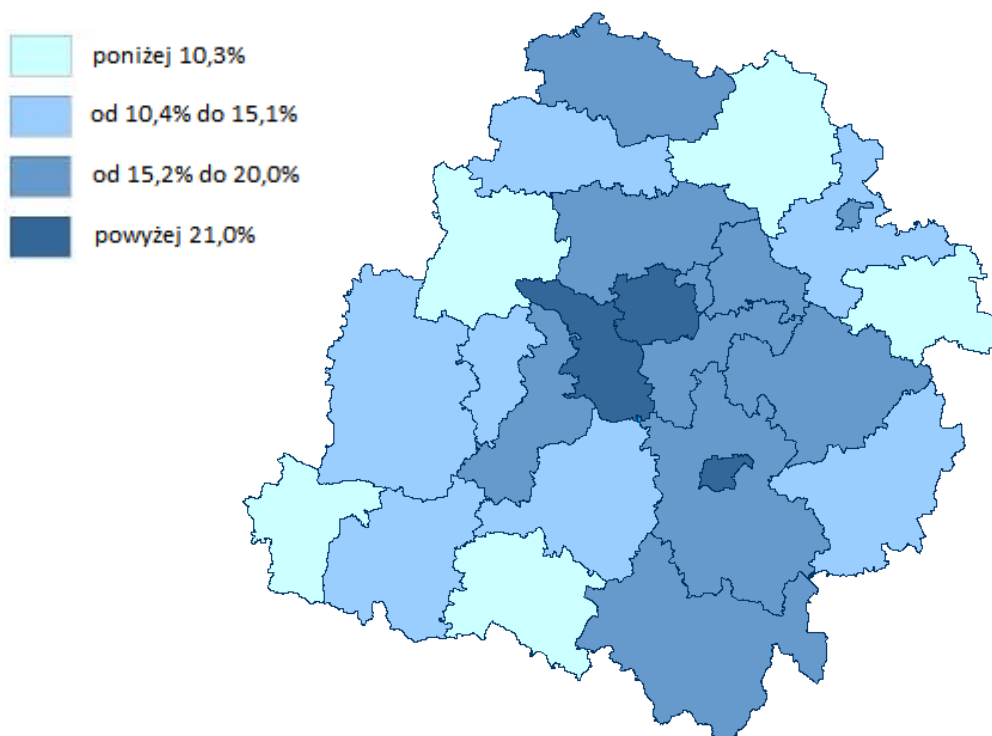 poniżej 10,3%
od 10,4% do 15,1%
od 15,2% do 20,0%
powyżej 21,0%